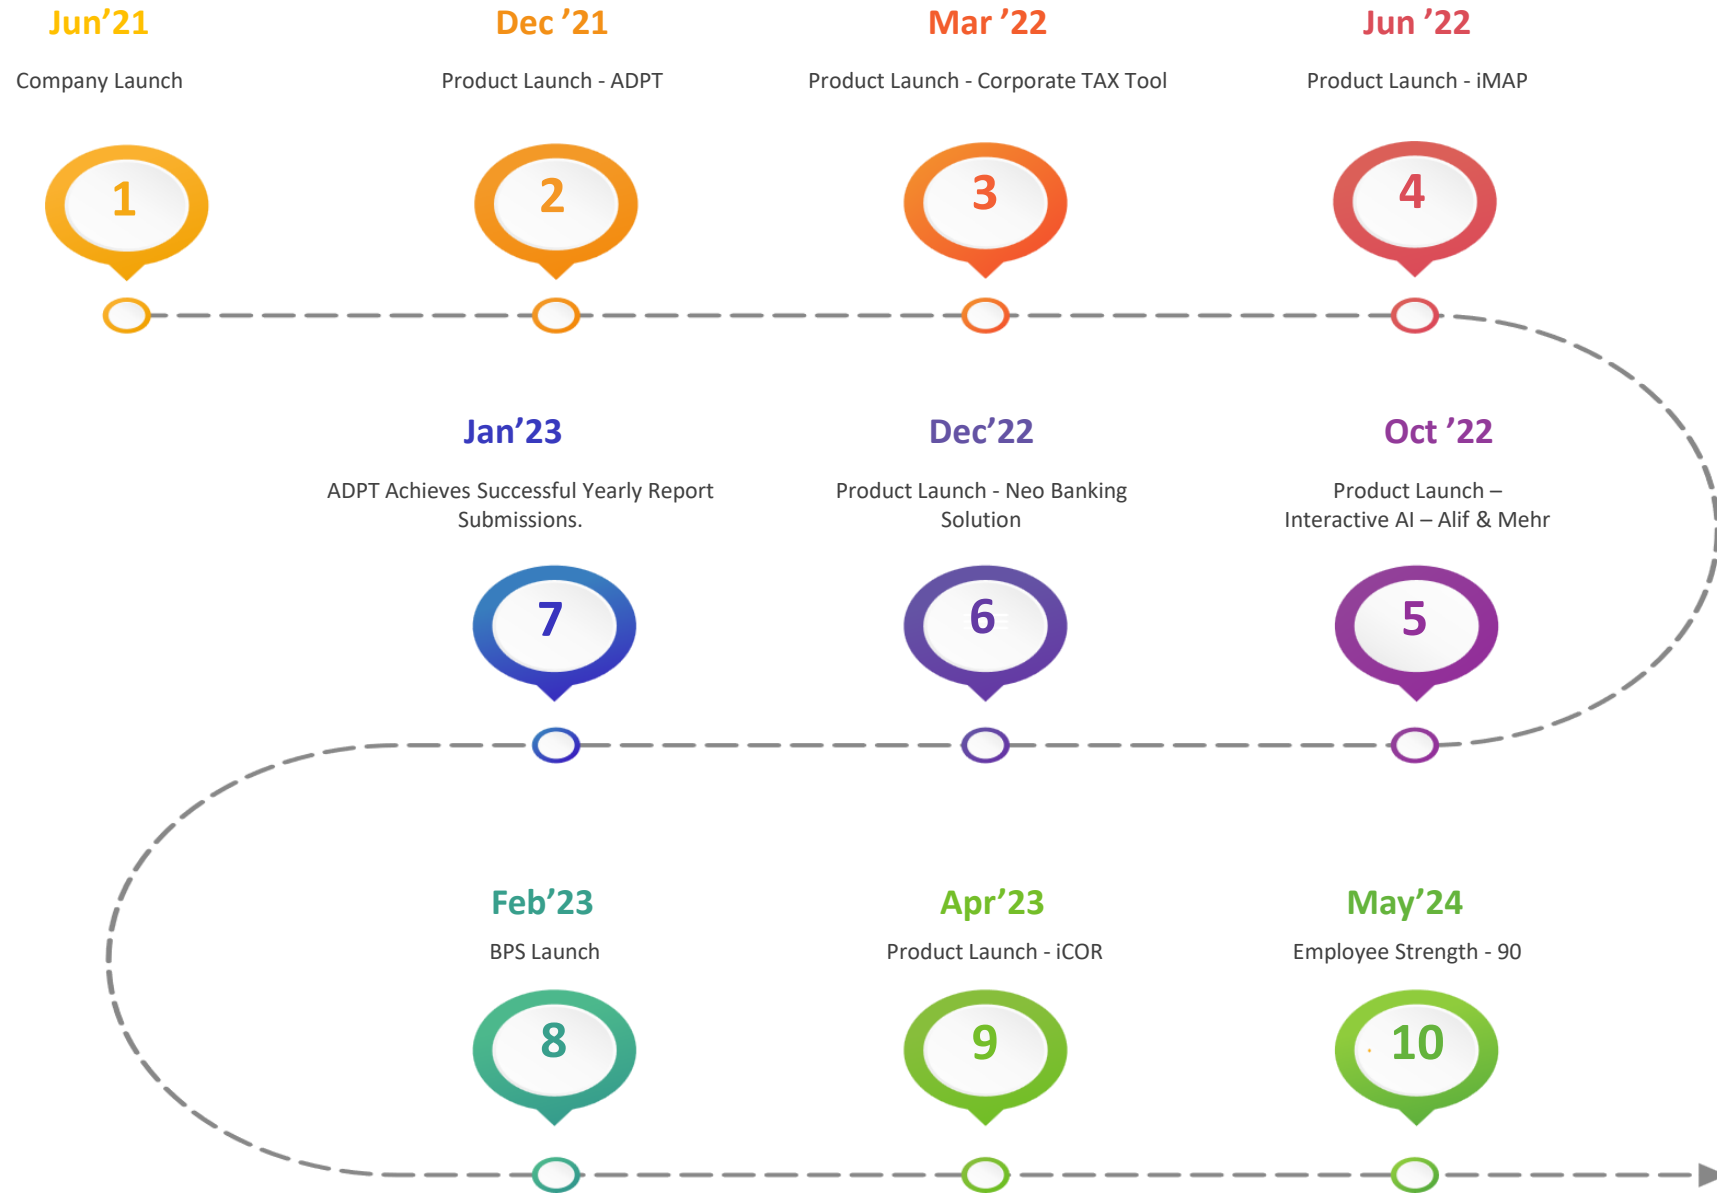 Jun’21
Company Launch
1
Dec ’21
Product Launch - ADPT
2
Mar ’22
Product Launch - Corporate TAX Tool
3
Jun ’22
Product Launch - iMAP
4
Oct ’22
Product Launch –
Interactive AI – Alif & Mehr
5
Dec’22
Product Launch - Neo Banking
Solution
6
Jan’23
ADPT Achieves Successful Yearly Report
Submissions.
7
Feb’23
BPS Launch
8
Apr’23
Product Launch - iCOR
9
May’24
Employee Strength - 90
10